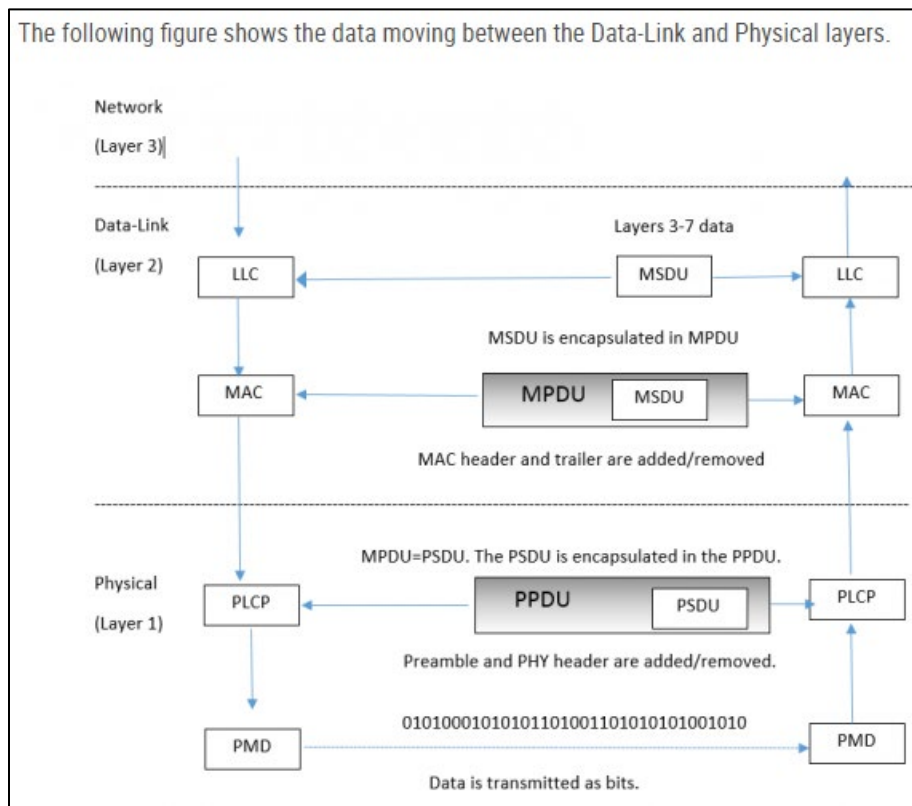 The following figure shows the data moving between the Data-Link and Physical layers.
Network
(Layer 3)
Data-Link
(Layer 2)
Layers 3-7 data
LLC
MSDU
LLC
MSDU is encapsulated in MPDU
MAC
MPDU
MSDU
MAC
MAC header and trailer are added/removed
MPDU=PSDU. The PSDU is encapsulated in the PPDU.
Physical
(Layer 1)
PLCP
PPDU
PSDU
PLCP
Preamble and PHY header are added/removed.
010100010101011010011010101010010​10
PMD
PMD
Data is transmitted as bits.